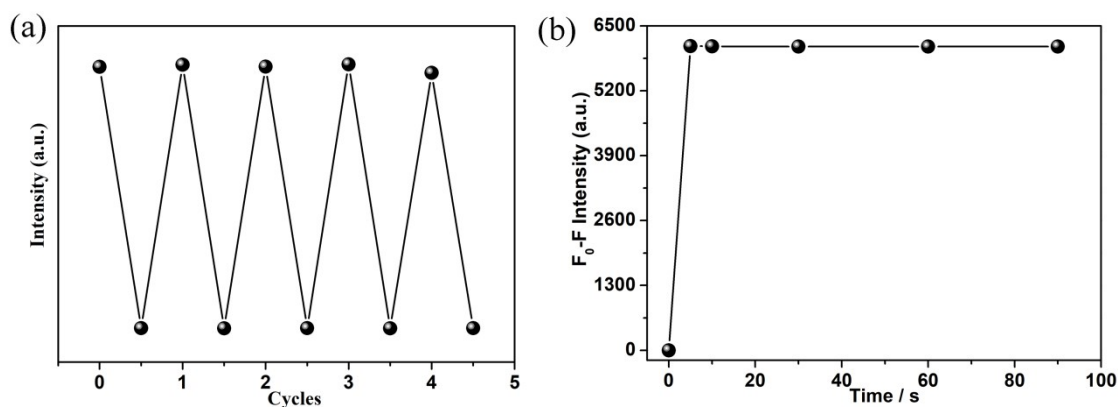 (a)
Intensity (a.u.)
0 1 2 3 4 5
Cycles
(b)
6500
5200
3900
2600
1300
0
F₀-F Intensity (a.u.)
0 20 40 60 80 100
Time / s